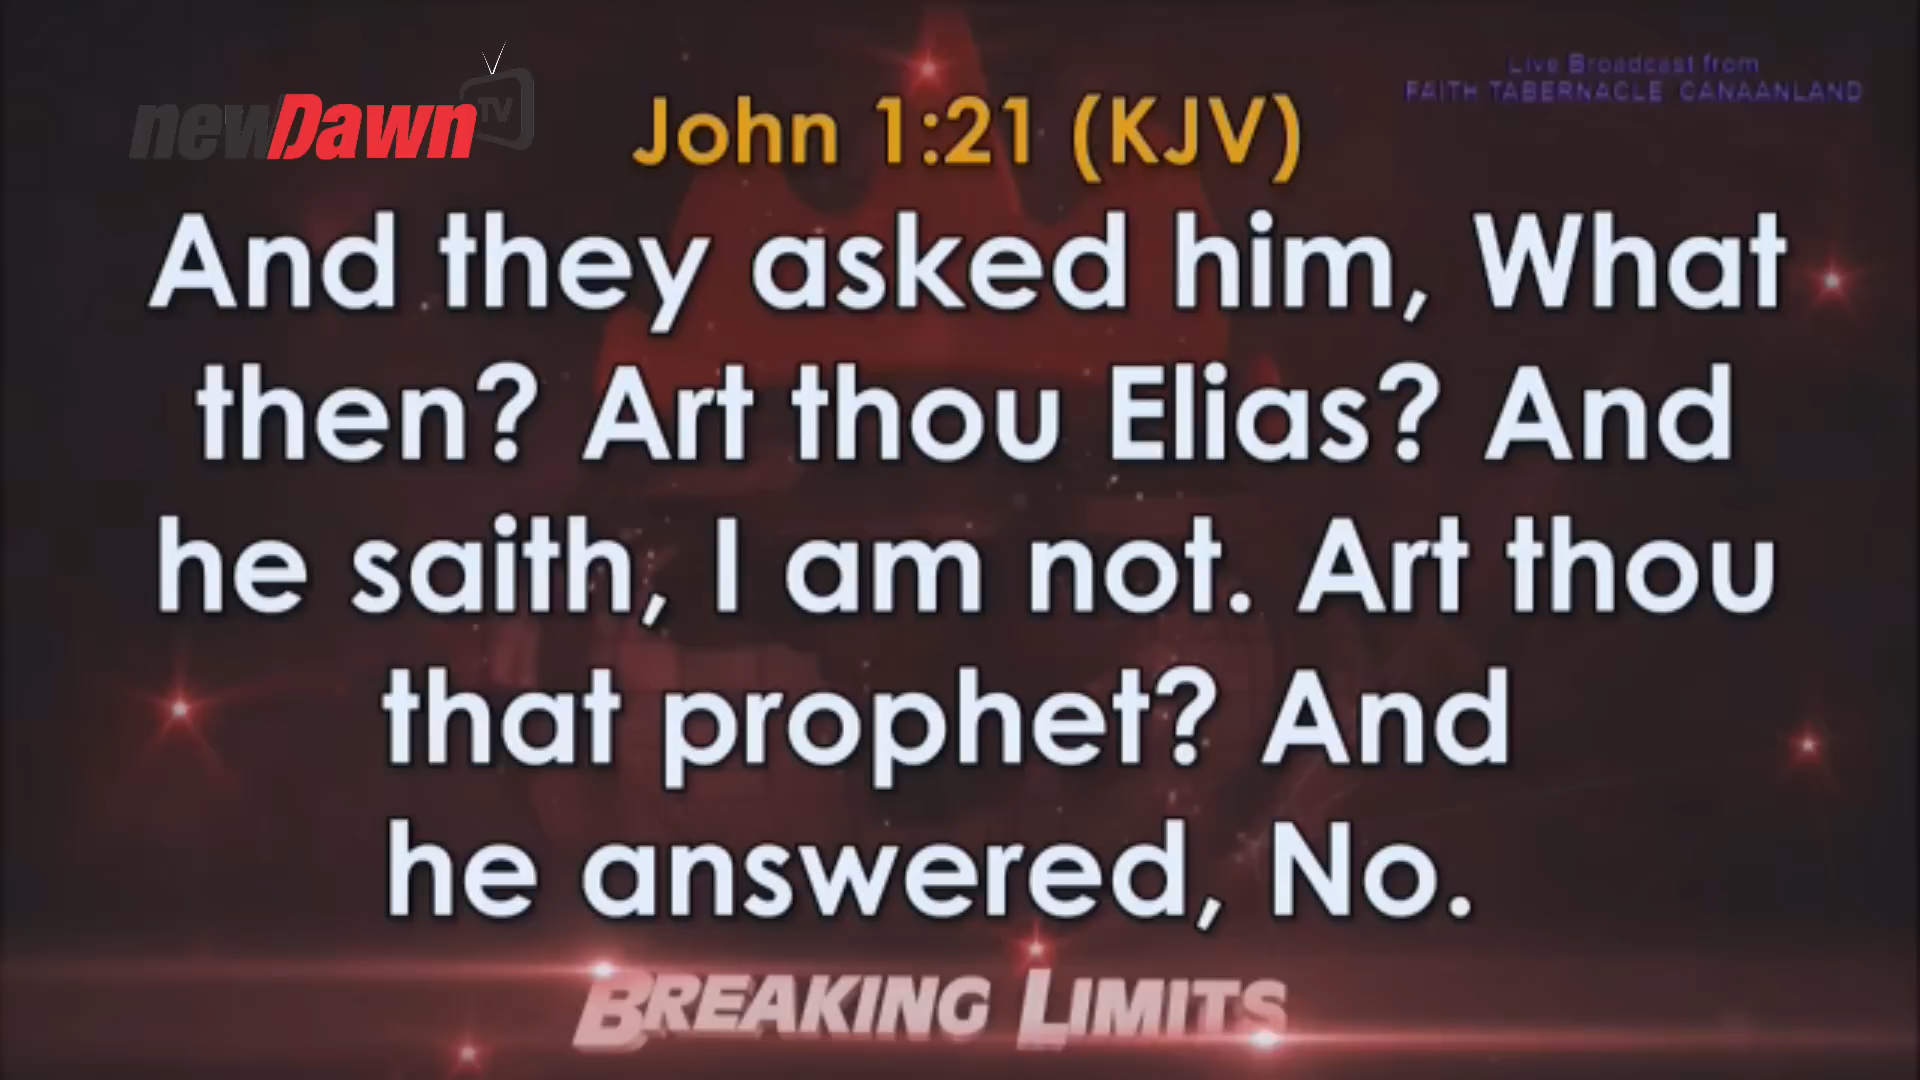 newDawn TV
Live Broadcast from
FAITH TABERNACLE CANAANLAND
John 1:21 (KJV)
And they asked him, What
then? Art thou Elias? And
he saith, I am not. Art thou
that prophet? And
he answered, No.
BREAKING LIMITS